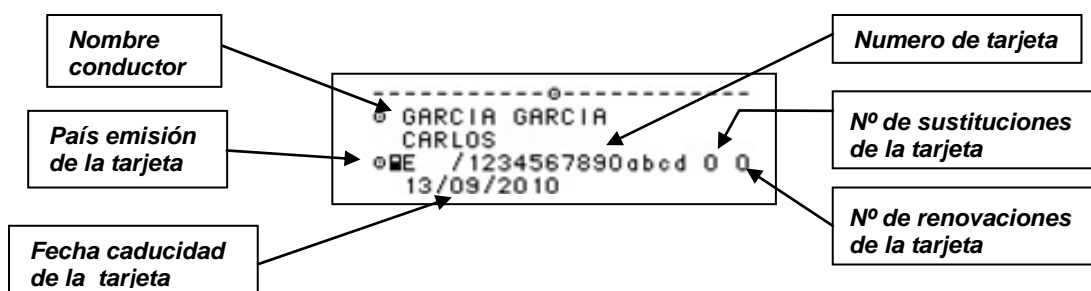 Nombre
conductor
País emisión
de la tarjeta
Fecha caducidad
de la tarjeta
-----------o-----------
o GARCIA GARCIA
CARLOS
o■E /1234567890abcd 0 0
13/09/2010
Numero de tarjeta
Nº de sustituciones
de la tarjeta
Nº de renovaciones
de la tarjeta